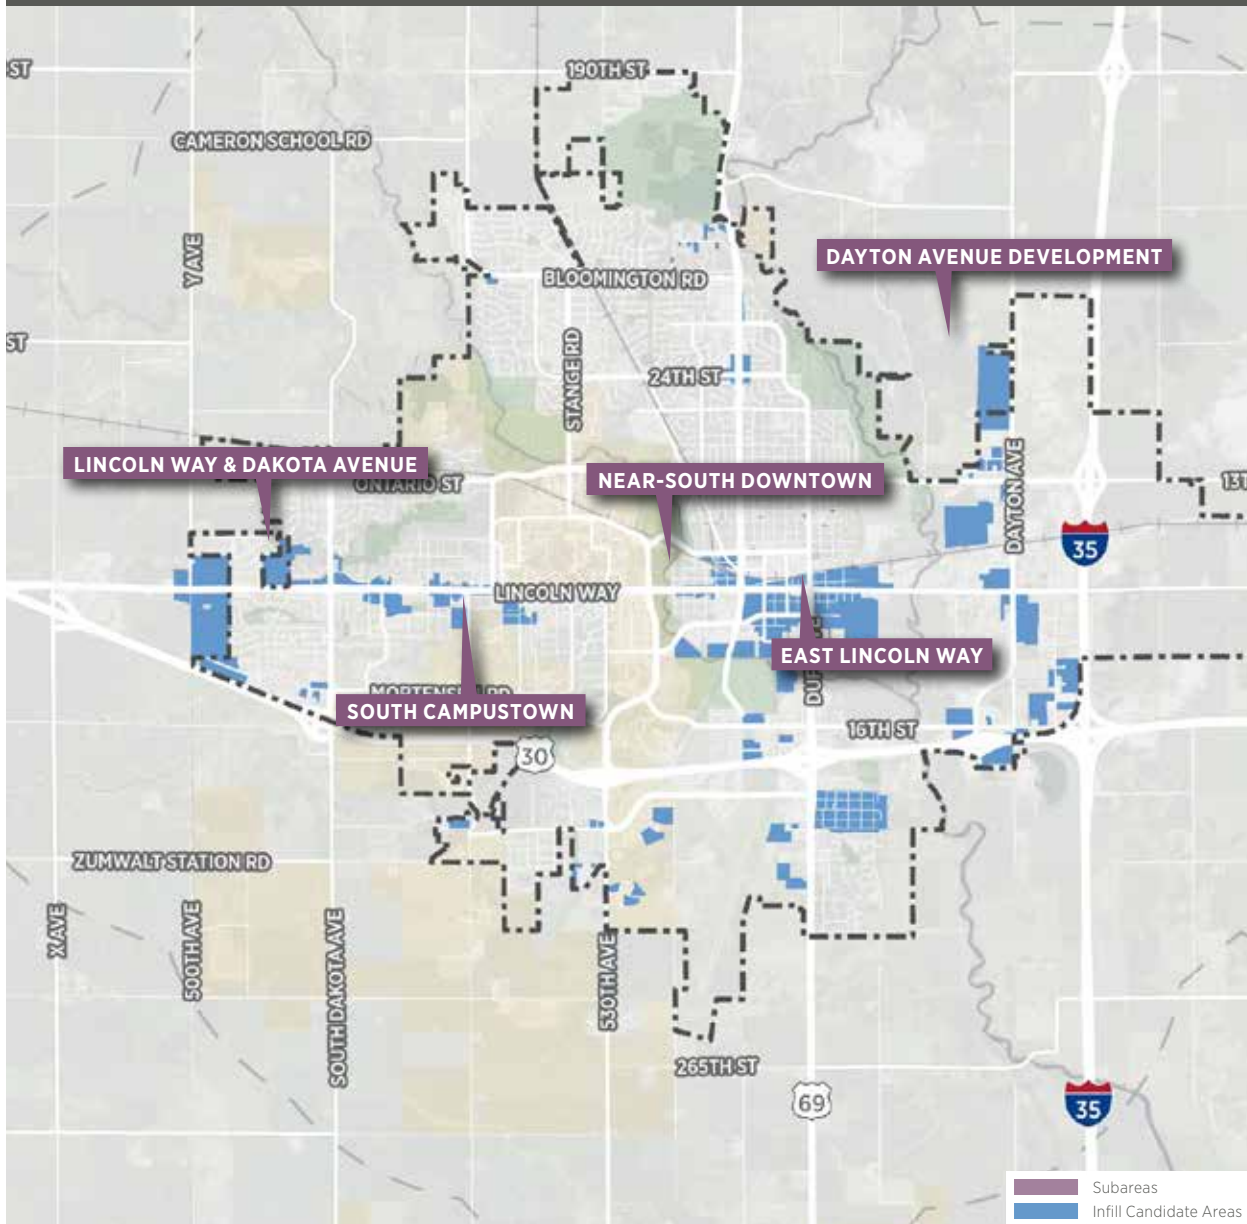 190TH ST
ST
CAMERON SCHOOL RD
Y AVE
DAYTON AVENUE DEVELOPMENT
BLOOMINGTON RD
ST
STANGE RD
24TH ST
LINCOLN WAY & DAKOTA AVENUE
ONTARIO ST
NEAR-SOUTH DOWNTOWN
DAYTON AVE
13T
35
LINCOLN WAY
EAST LINCOLN WAY
MORTENSEN RD
SOUTH CAMPUSTOWN
16TH ST
30
ZUMWALT STATION RD
X AVE
500TH AVE
SOUTH DAKOTA AVE
530TH AVE
265TH ST
69
35
Subareas
Infill Candidate Areas